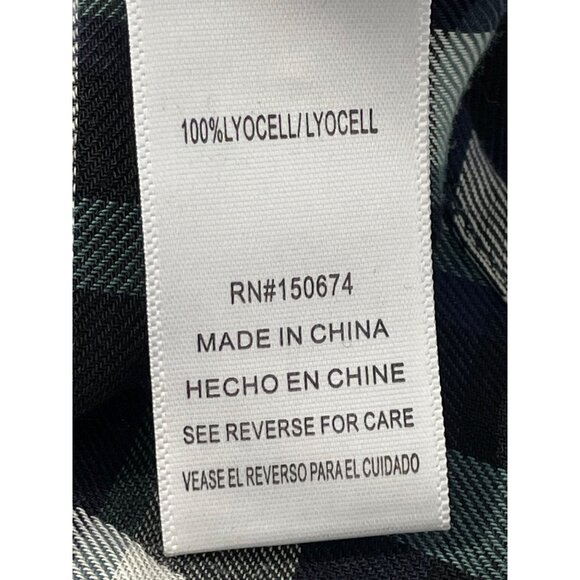 100%LYOCELL/LYOCELL
RN#150674
MADE IN CHINA
HECHO EN CHINE
SEE REVERSE FOR CARE
VEASE EL REVERSO PARA EL CUIDADO